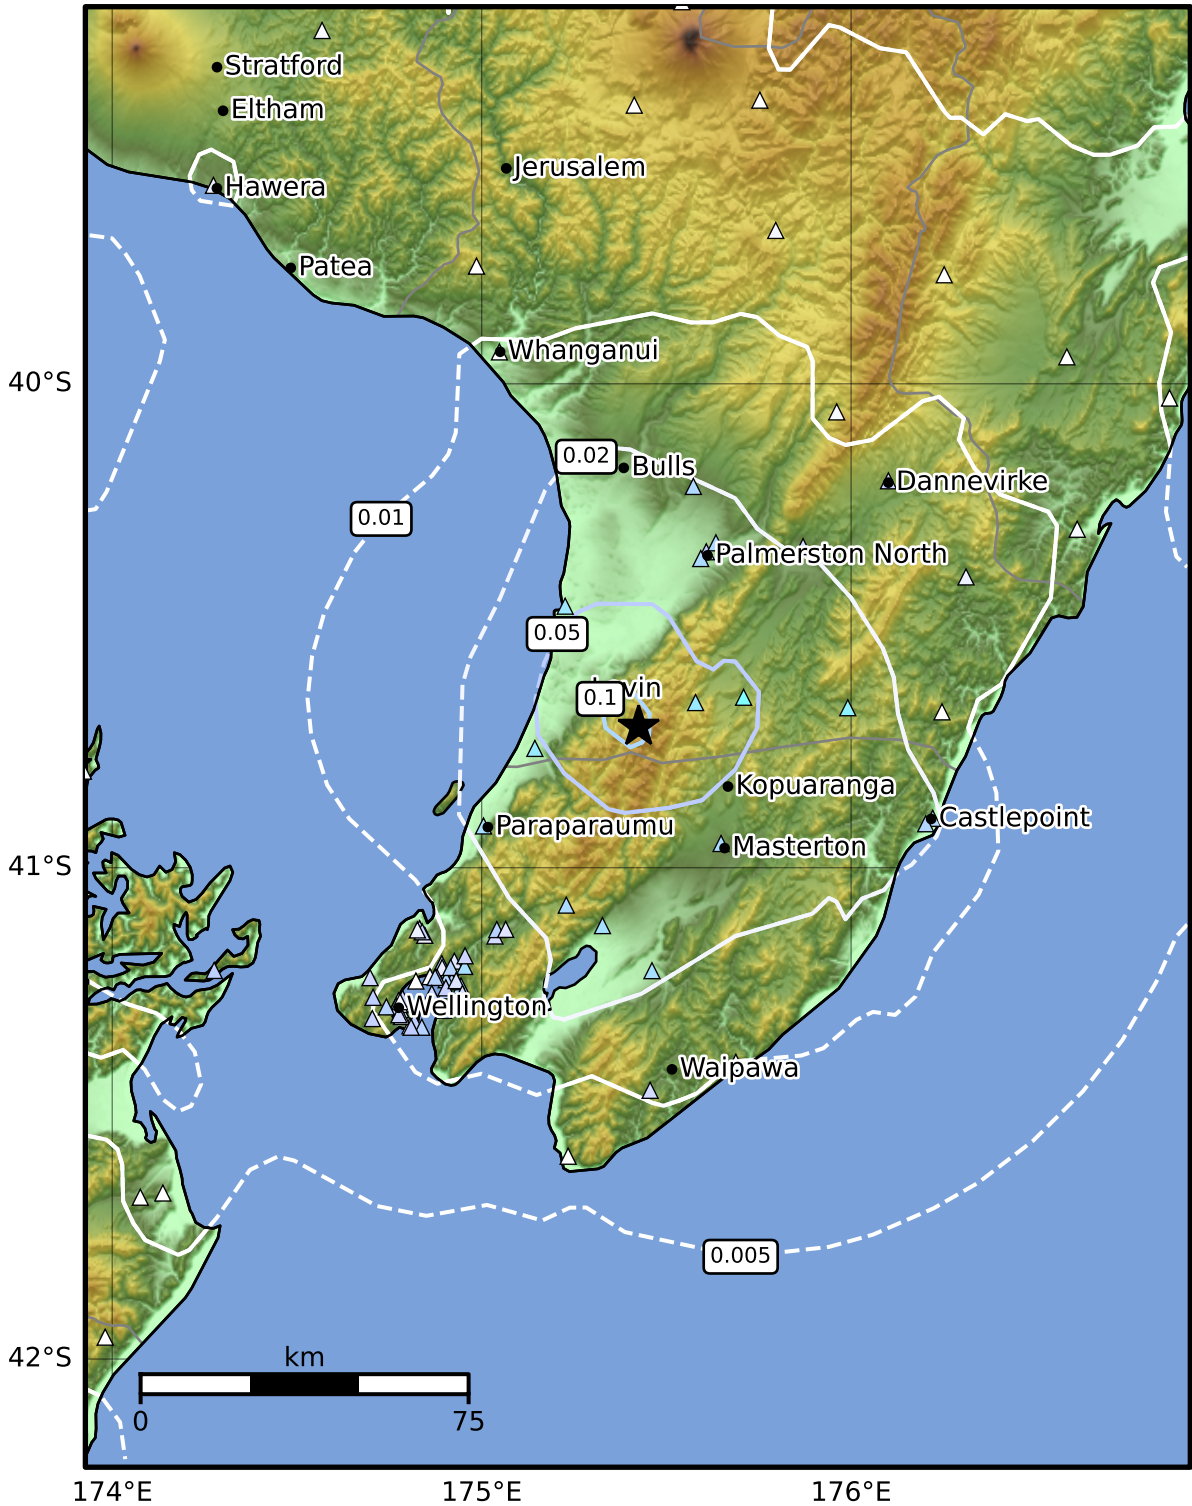 Stratford
Eltham
Jerusalem
Hawera
Patea
Whanganui
40°S
0.02
Bulls
Dannevirke
0.01
Palmerston North
0.05
0.1
Kopuaranga
Castlepoint
Paraparaumu
Masterton
41°S
Wellington
Waipawa
0.005
42°S
km
0
75
174°E
175°E
176°E